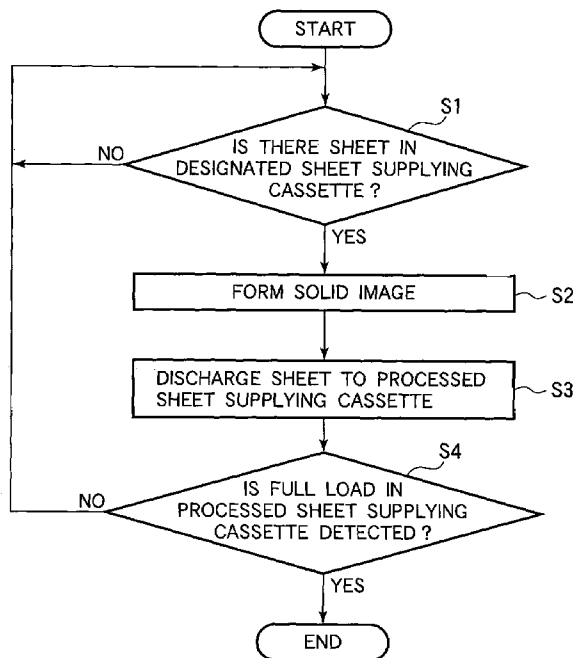 START
S1
IS THERE SHEET IN
DESIGNATED SHEET SUPPLYING
CASSETTE ?
NO
YES
FORM SOLID IMAGE
S2
DISCHARGE SHEET TO PROCESSED
SHEET SUPPLYING CASSETTE
S3
S4
IS FULL LOAD IN
PROCESSED SHEET SUPPLYING
CASSETTE DETECTED ?
NO
YES
END